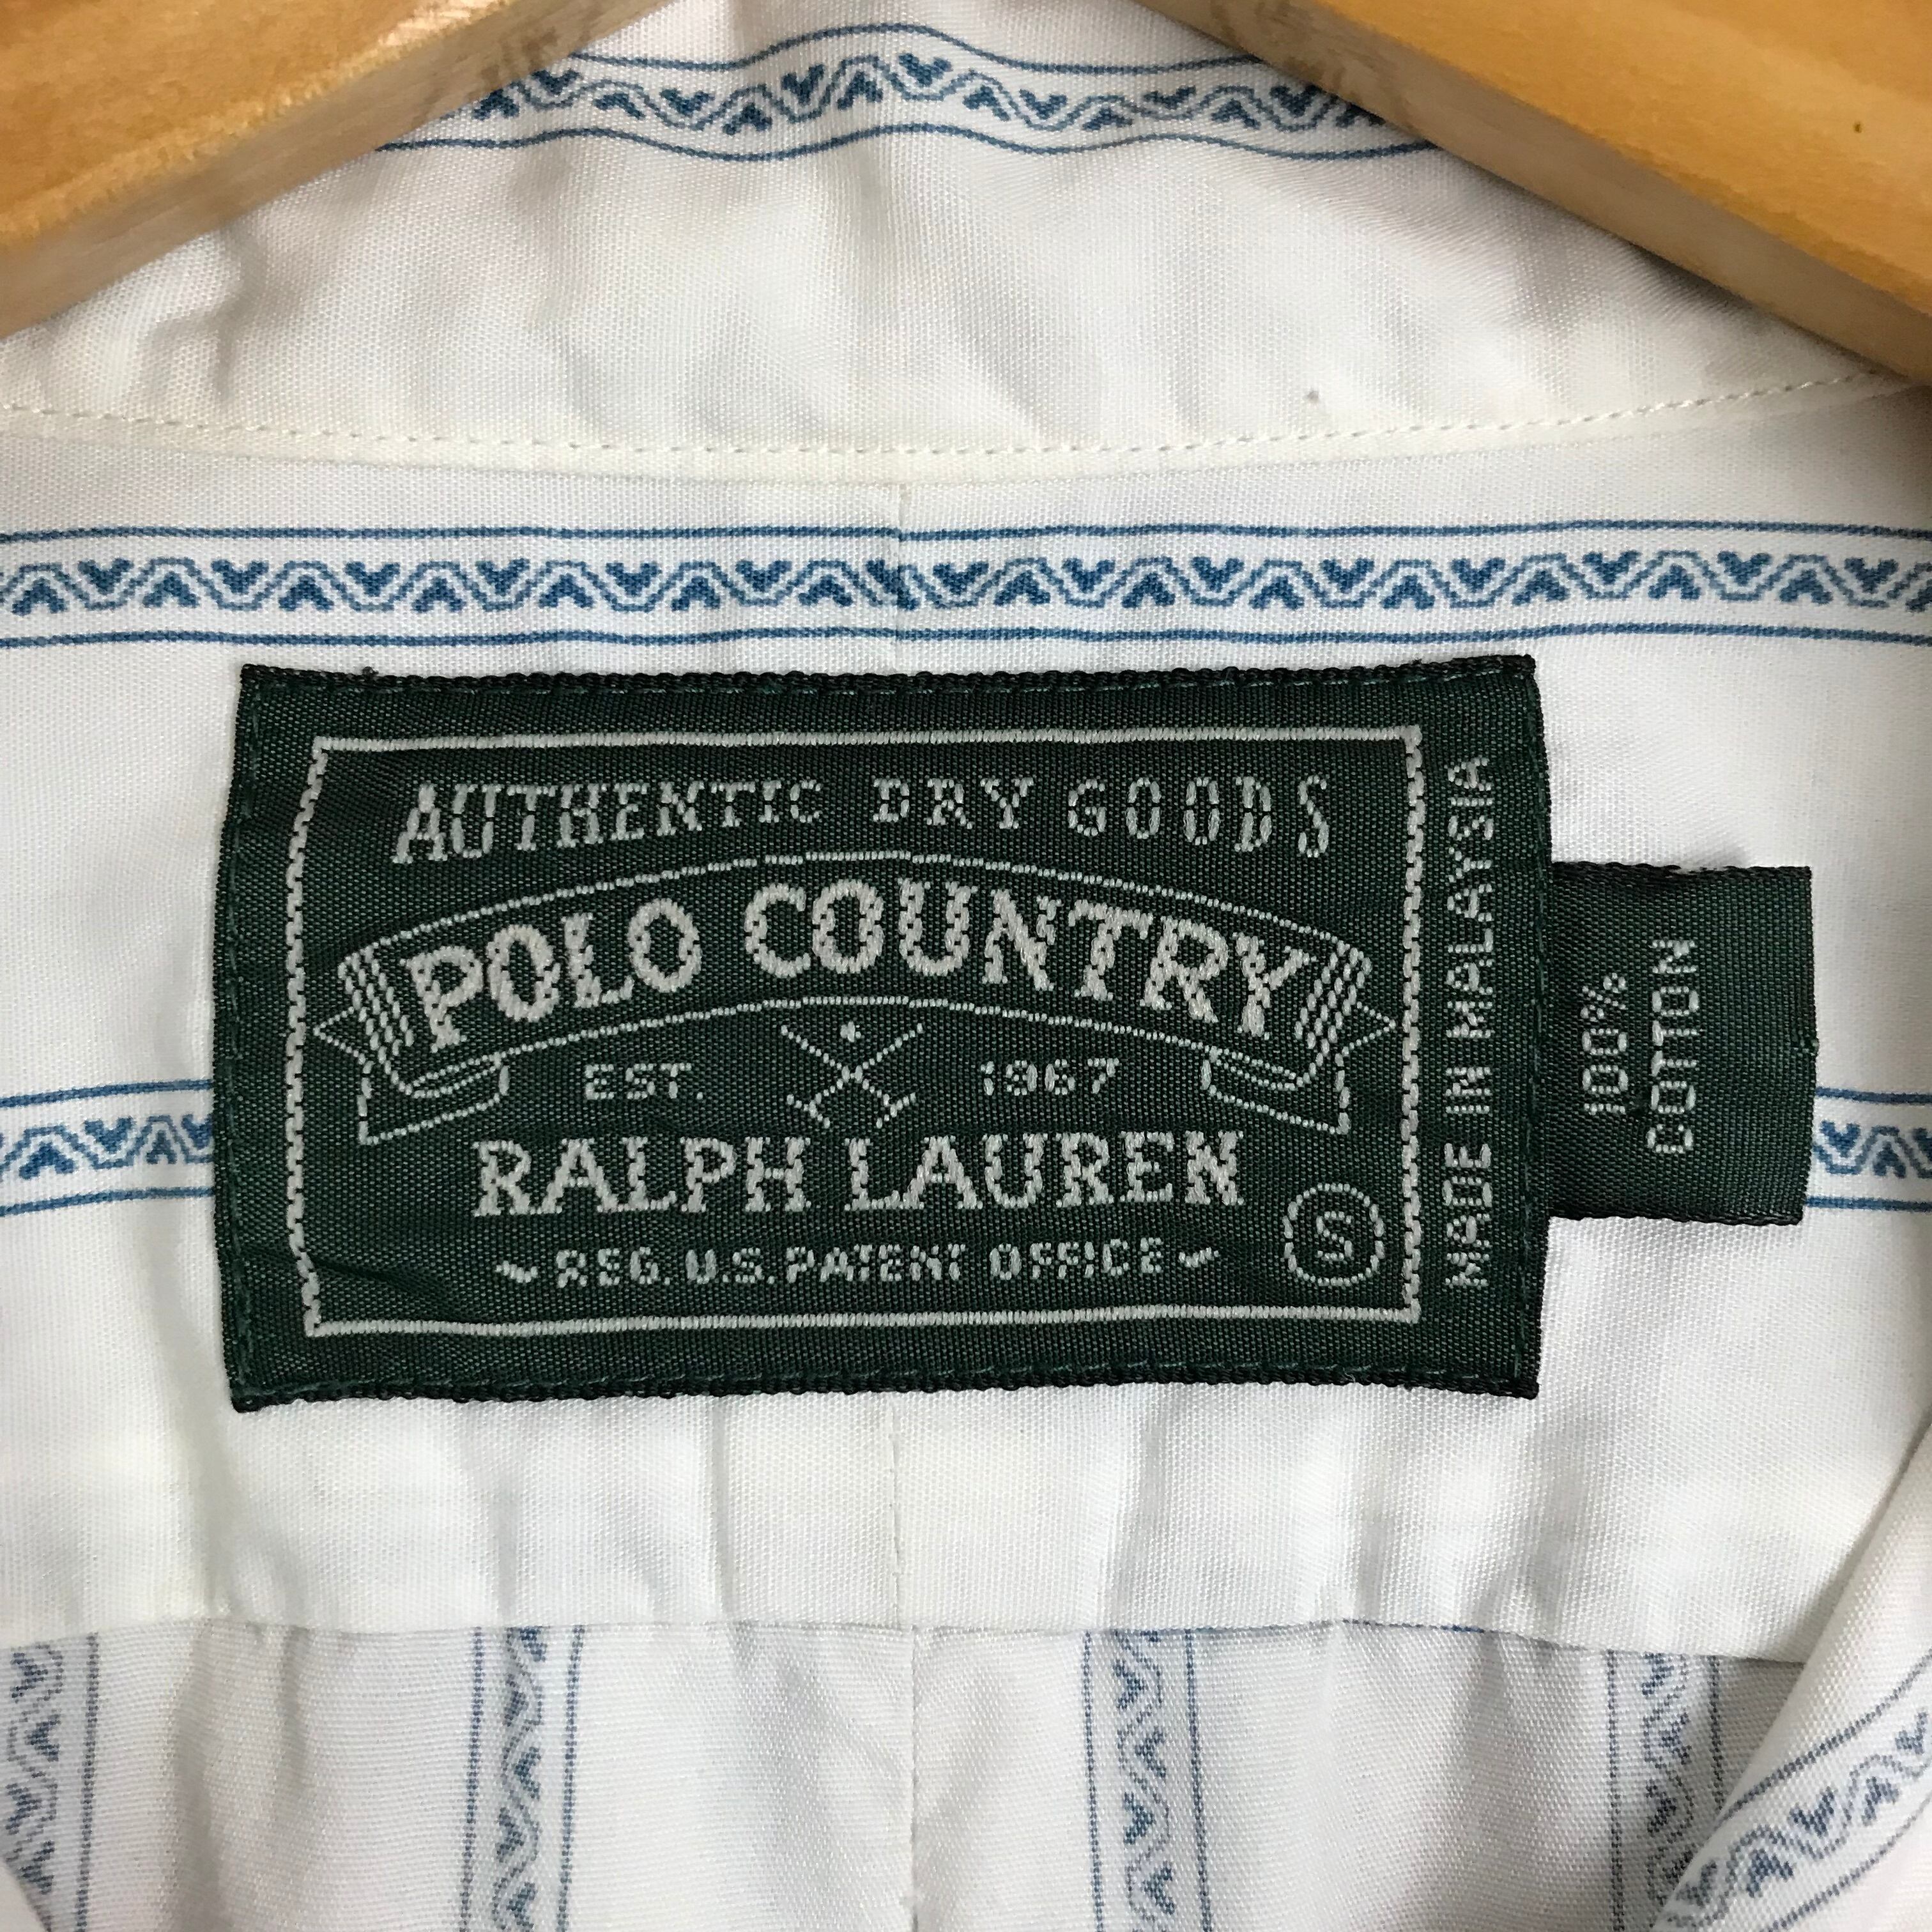 AUTHENTIC DRY GOODS
POLO COUNTRY
EST. 1967
RALPH LAUREN
REG. U.S. PATENT OFFICE
S
MADE IN MALAYSIA
100%
COTTON